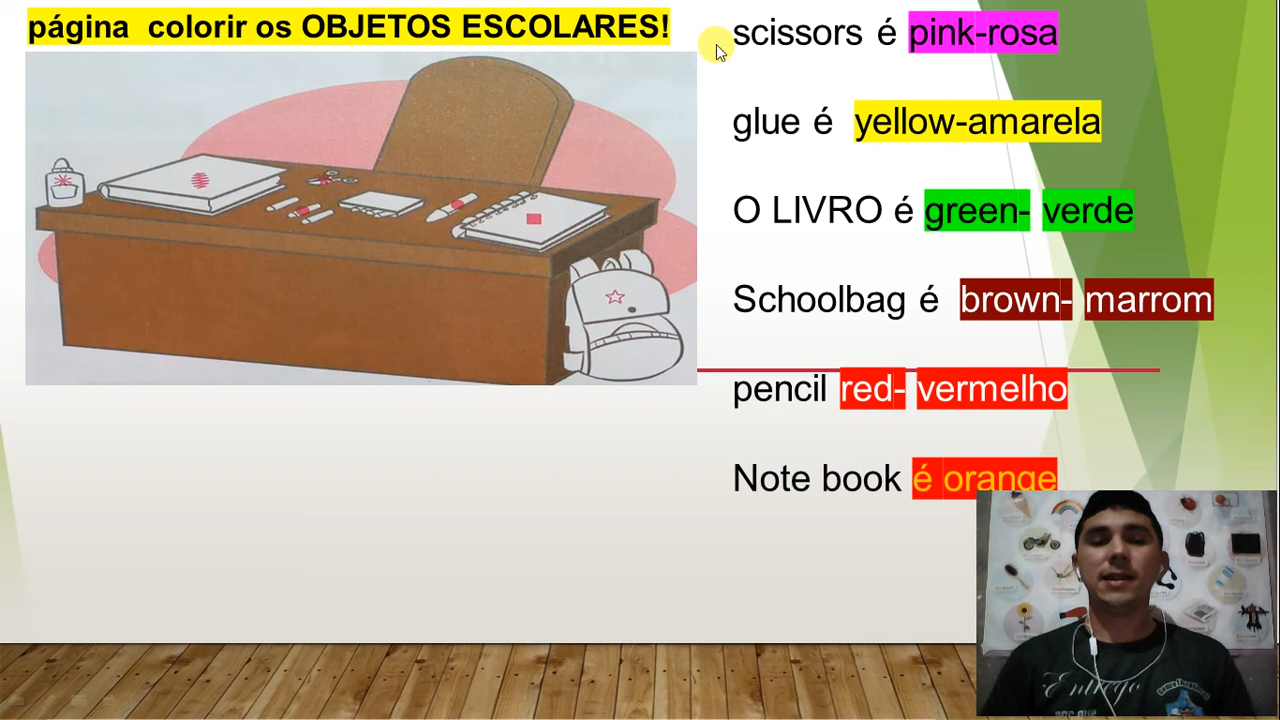 página colorir os OBJETOS ESCOLARES!
scissors é pink-rosa
glue é yellow-amarela
O LIVRO é green- verde
Schoolbag é brown- marrom
pencil red- vermelho
Note book é orange
Entrego